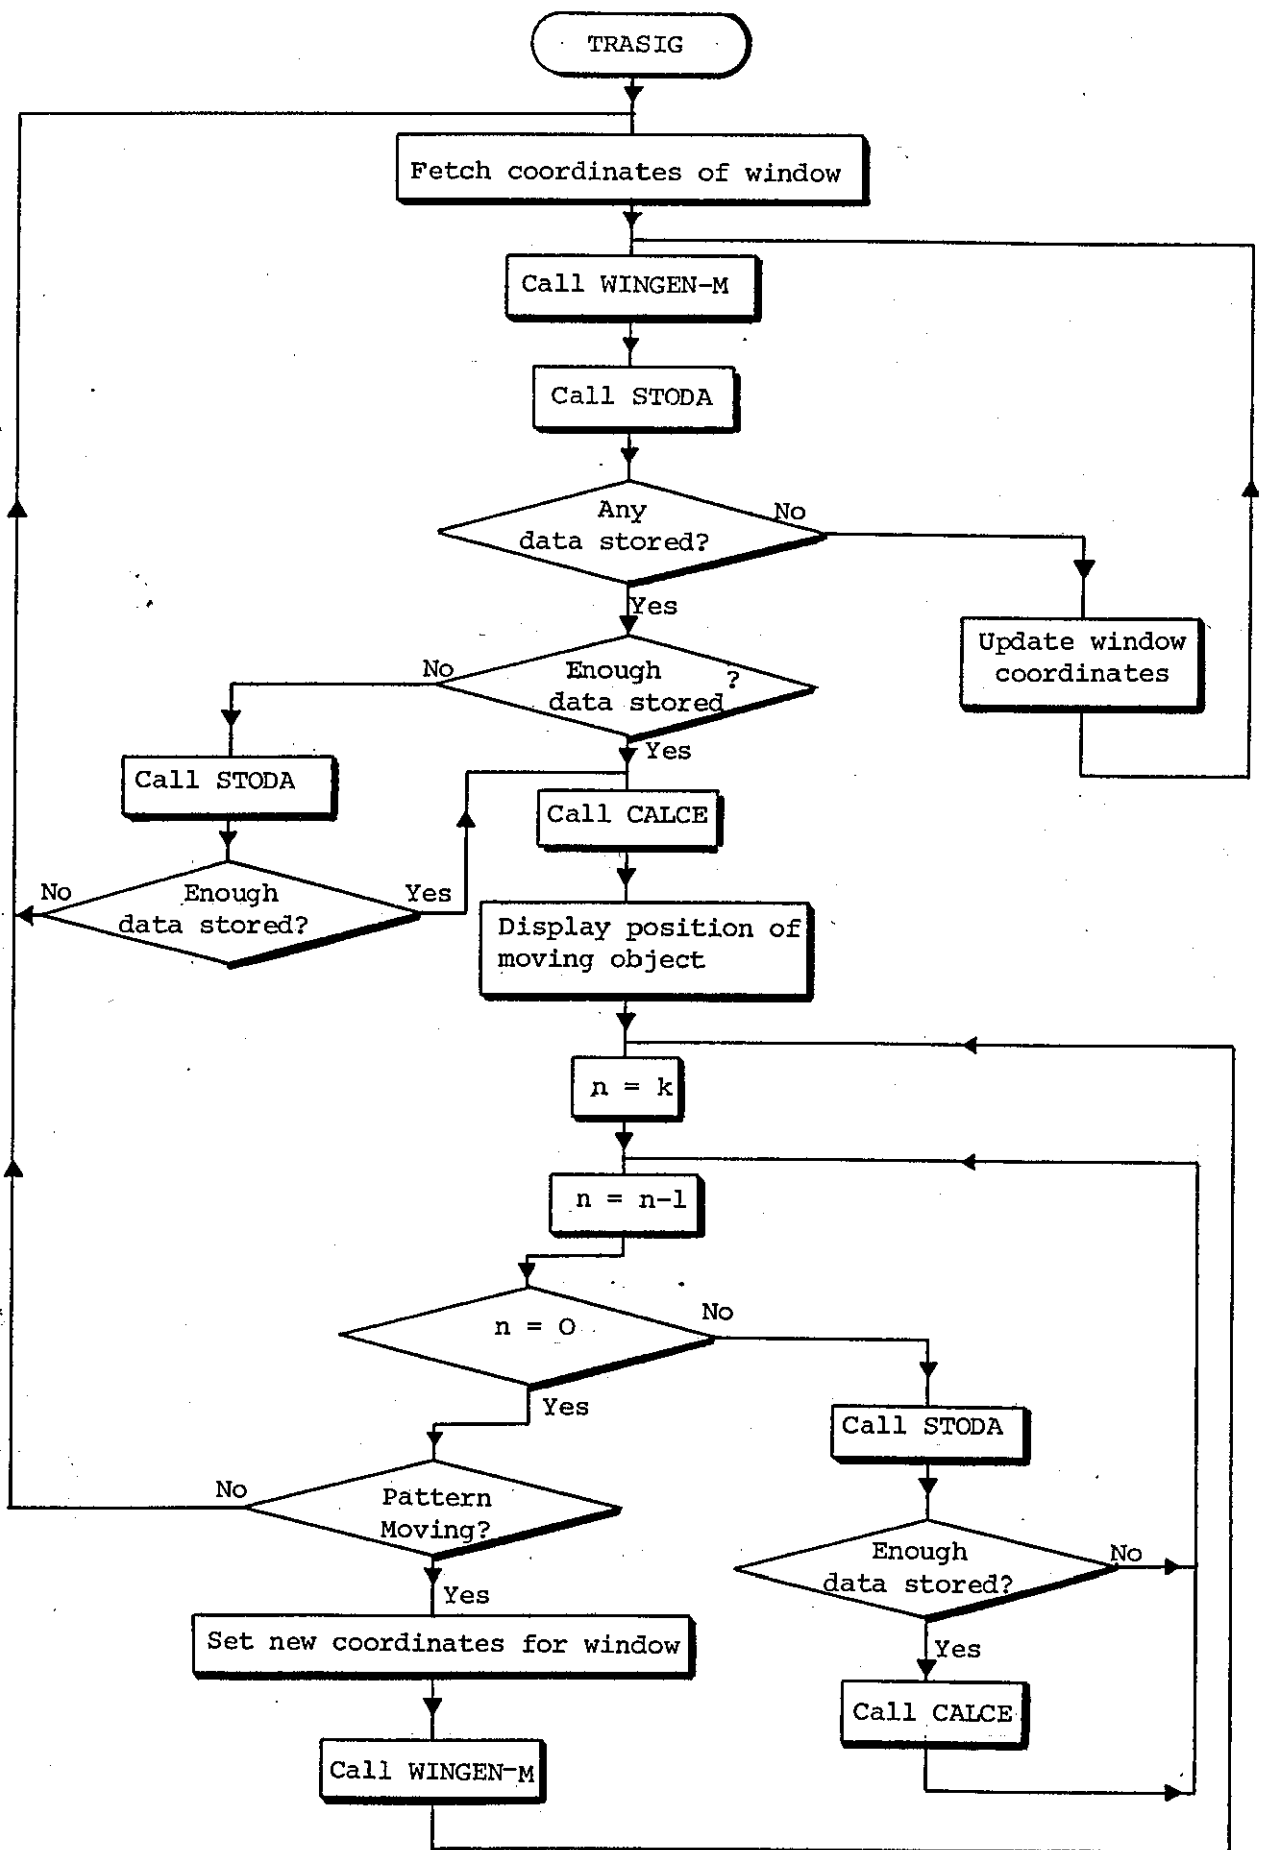 TRASIG
Fetch coordinates of window
Call WINGEN-M
Call STODA
Any
data stored?
No
Yes
Update window
coordinates
Enough
data stored
?
No
Yes
Call STODA
Call CALCE
Enough
data stored?
No
Yes
Display position of
moving object
n = k
n = n-1
n = 0
No
Yes
Call STODA
Pattern
Moving?
No
Yes
Enough
data stored?
No
Yes
Set new coordinates for window
Call CALCE
Call WINGEN-M